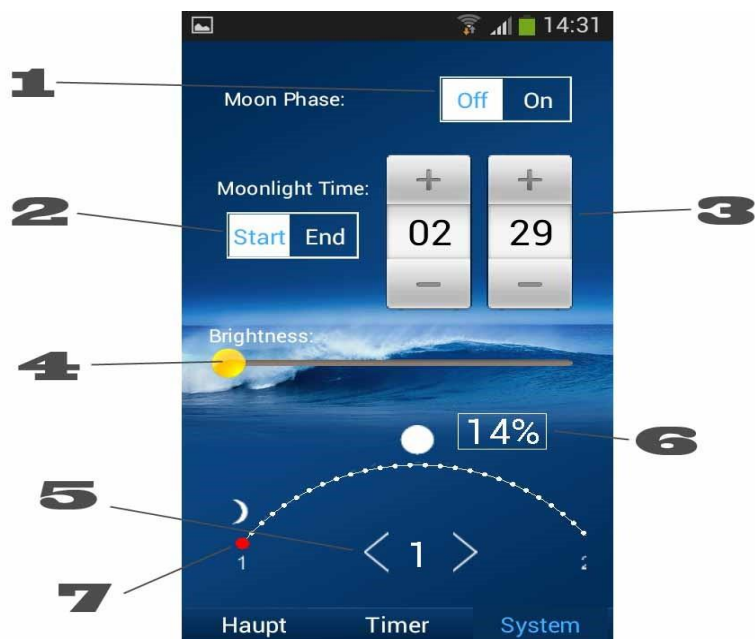 14:31
1
Moon Phase:
Off On
2
Moonlight Time:
Start End
+ +
02 29
- -
3
Brightness:
4
14%
6
5
< 1 >
1 2
7
Haupt Timer System